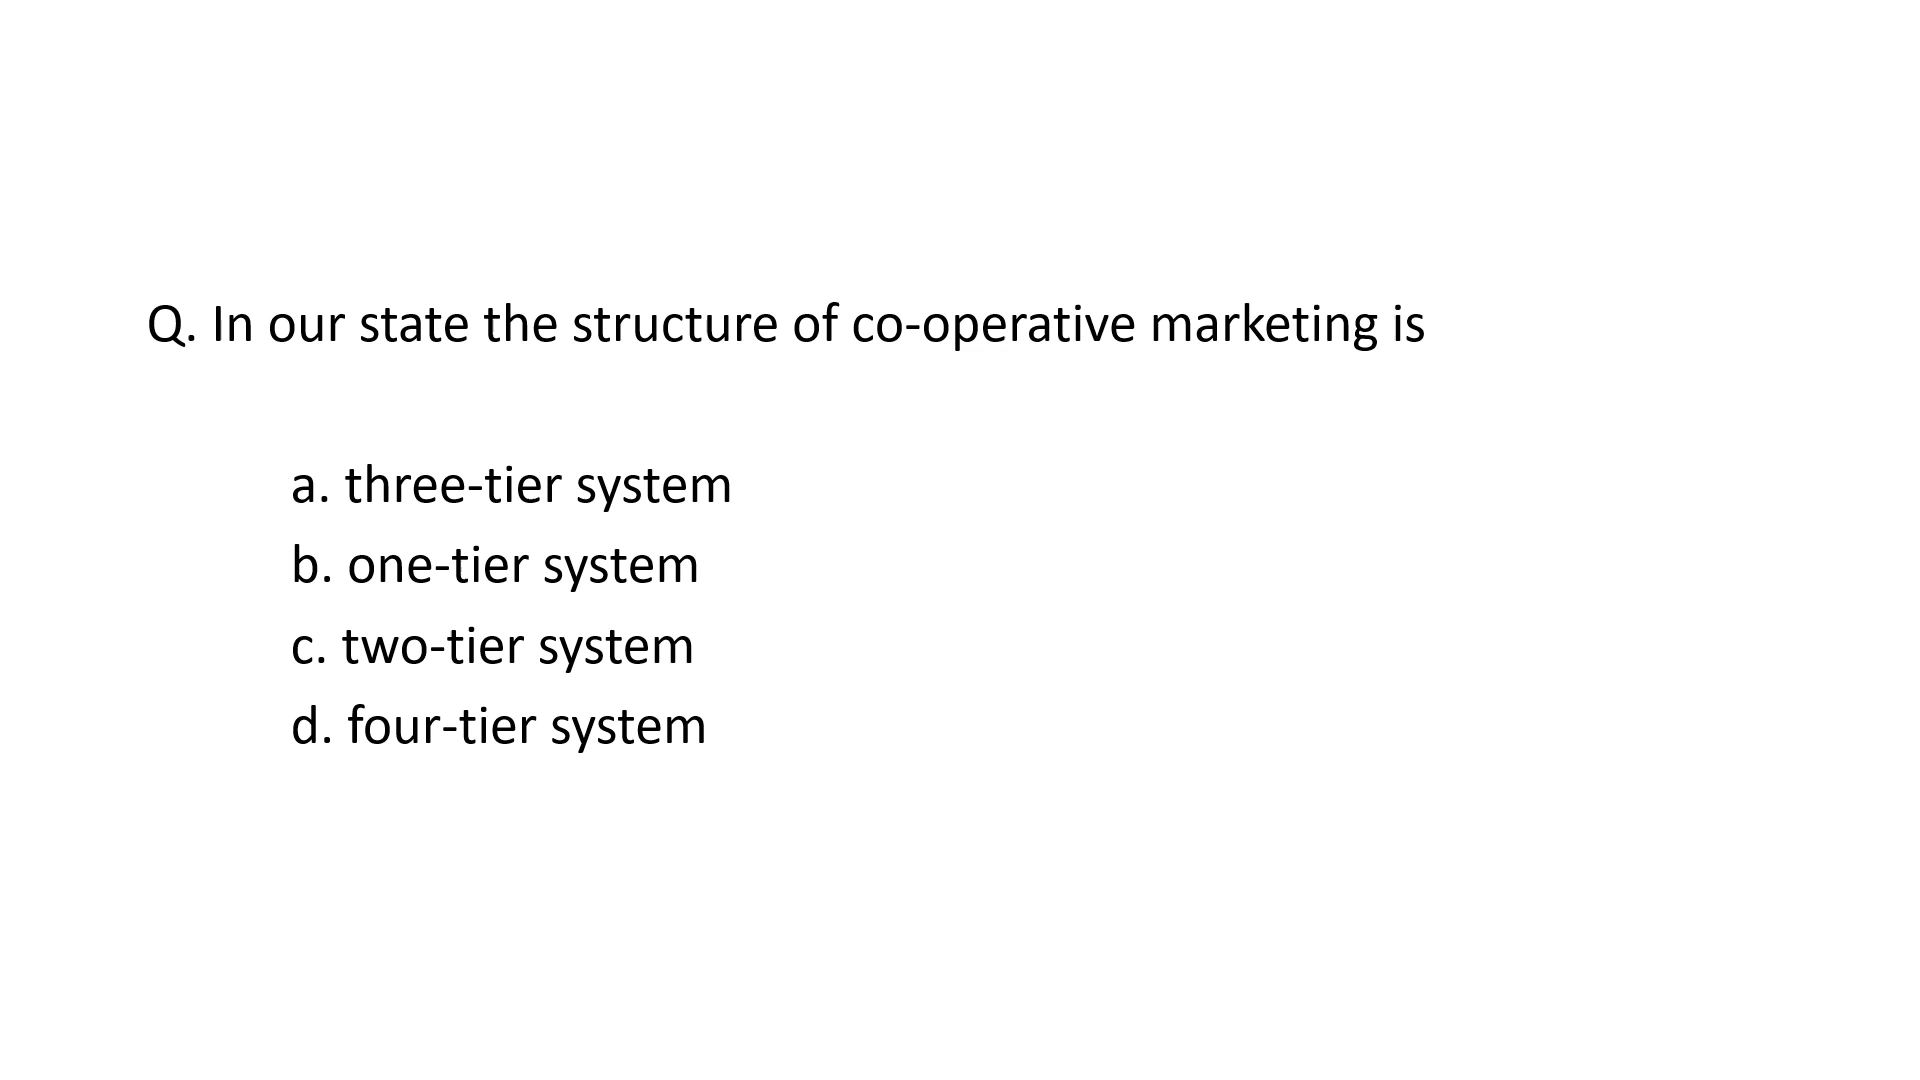 Q. In our state the structure of co-operative marketing is
a. three-tier system
b. one-tier system
c. two-tier system
d. four-tier system